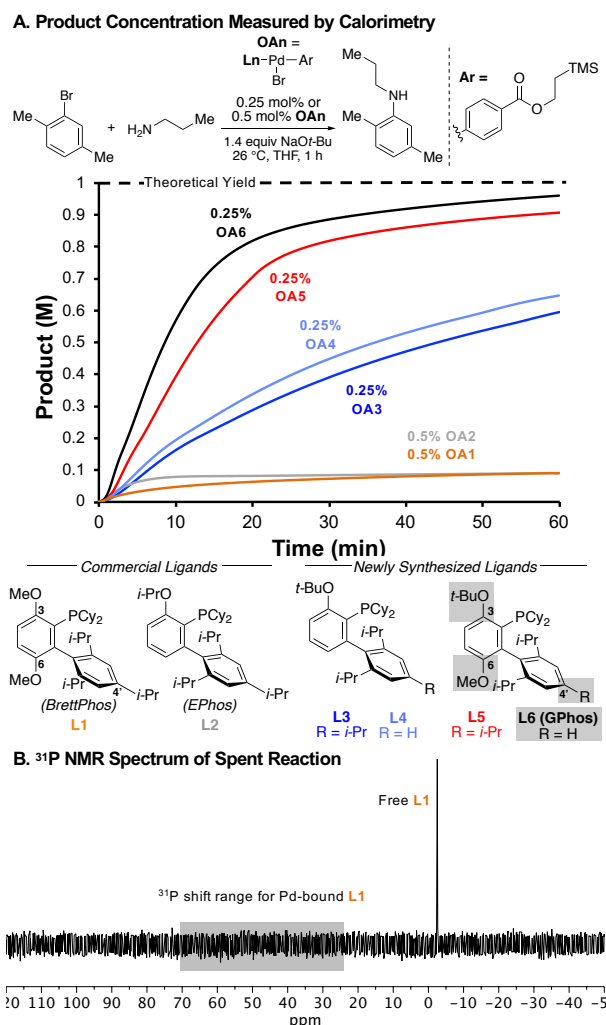 A. Product Concentration Measured by Calorimetry
OAn =
Ln-Pd-Ar
Br
Br
Me
Me
+
H₂N
0.25 mol% or
0.5 mol% OAn
1.4 equiv NaOt-Bu
26 °C, THF, 1 h
NH
Me
Me
Ar =
O
O
TMS
Theoretical Yield
1
0.9
0.8
0.7
0.6
0.5
0.4
0.3
0.2
0.1
0
Product (M)
0.25%
OA6
0.25%
OA5
0.25%
OA4
0.25%
OA3
0.5% OA2
0.5% OA1
0 10 20 30 40 50 60
Time (min)
Commercial Ligands
Newly Synthesized Ligands
MeO
3
PCy₂
i-Pr
6
MeO
i-Pr
4'
i-Pr
(BrettPhos)
L1
i-PrO
PCy₂
i-Pr
i-Pr
i-Pr
(EPhos)
L2
t-BuO
PCy₂
i-Pr
i-Pr
R
L3 L4
R = i-Pr R = H
t-BuO
3
PCy₂
i-Pr
6
MeO
i-Pr
4'
R
L5 L6 (GPhos)
R = i-Pr R = H
B. ³¹P NMR Spectrum of Spent Reaction
Free L1
³¹P shift range for Pd-bound L1
20 110 100 90 80 70 60 50 40 30 20 10 0 −10 −20 −30 −40 −5
ppm